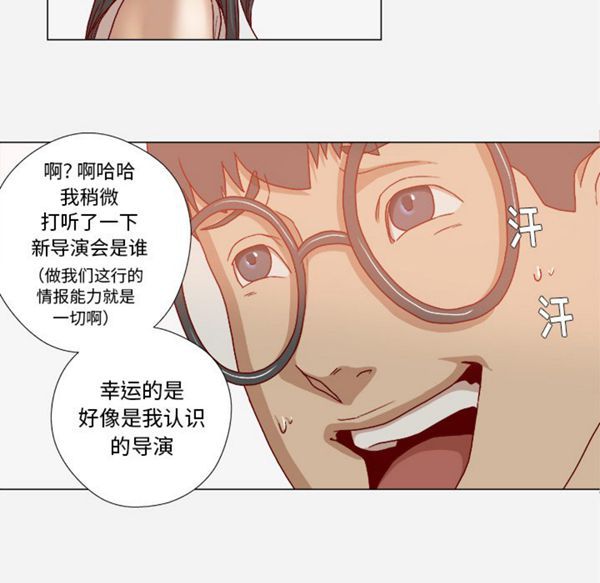 啊？啊哈哈
我稍微
打听了一下
新导演会是谁
（做我们这行的
情报能力就是
一切啊）
幸运的是
好像是我认识
的导演
汗
汗